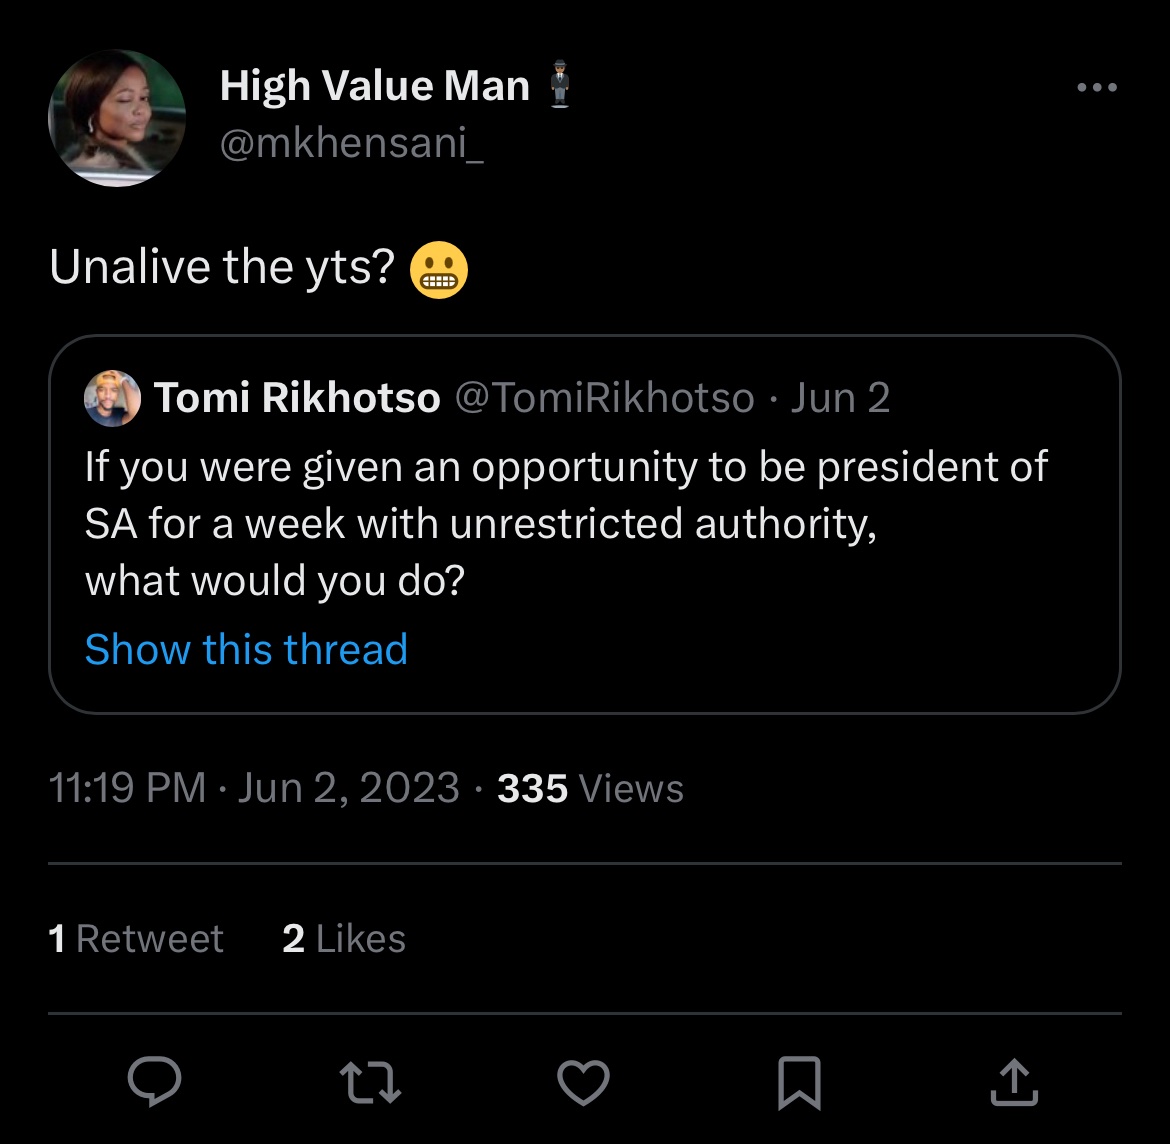 High Value Man 🕴🏾
@mkhensani_
Unalive the yts? 😬
Tomi Rikhotso @TomiRikhotso · Jun 2
If you were given an opportunity to be president of
SA for a week with unrestricted authority,
what would you do?
Show this thread
11:19 PM · Jun 2, 2023 · 335 Views
1 Retweet 2 Likes